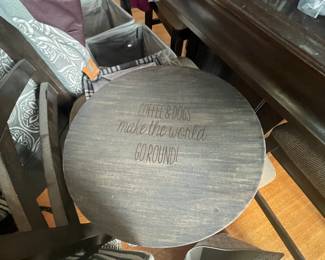 COFFEE & DOGS
make the world
GO ROUND!